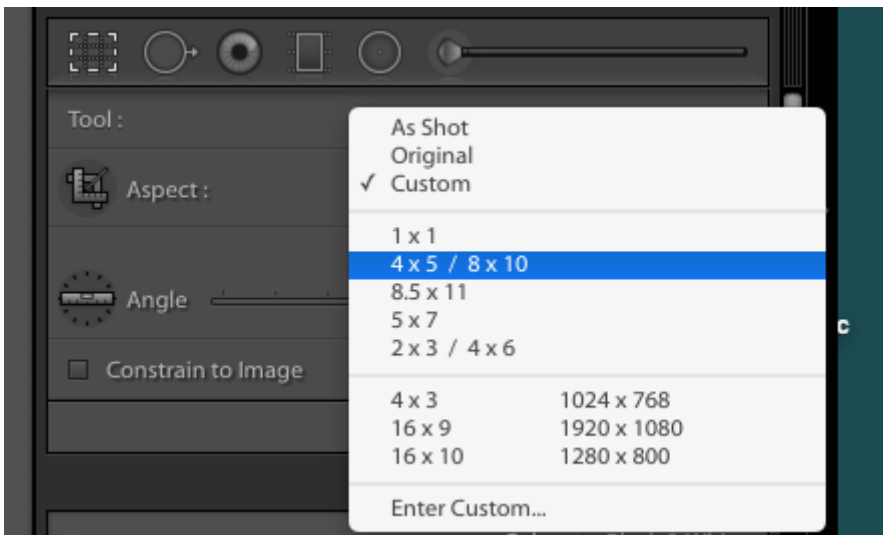 Tool :
As Shot
Original
✓ Custom
Aspect :
1 x 1
4 x 5 / 8 x 10
8.5 x 11
5 x 7
2 x 3 / 4 x 6
Angle
Constrain to Image
4 x 3 1024 x 768
16 x 9 1920 x 1080
16 x 10 1280 x 800
Enter Custom...
c